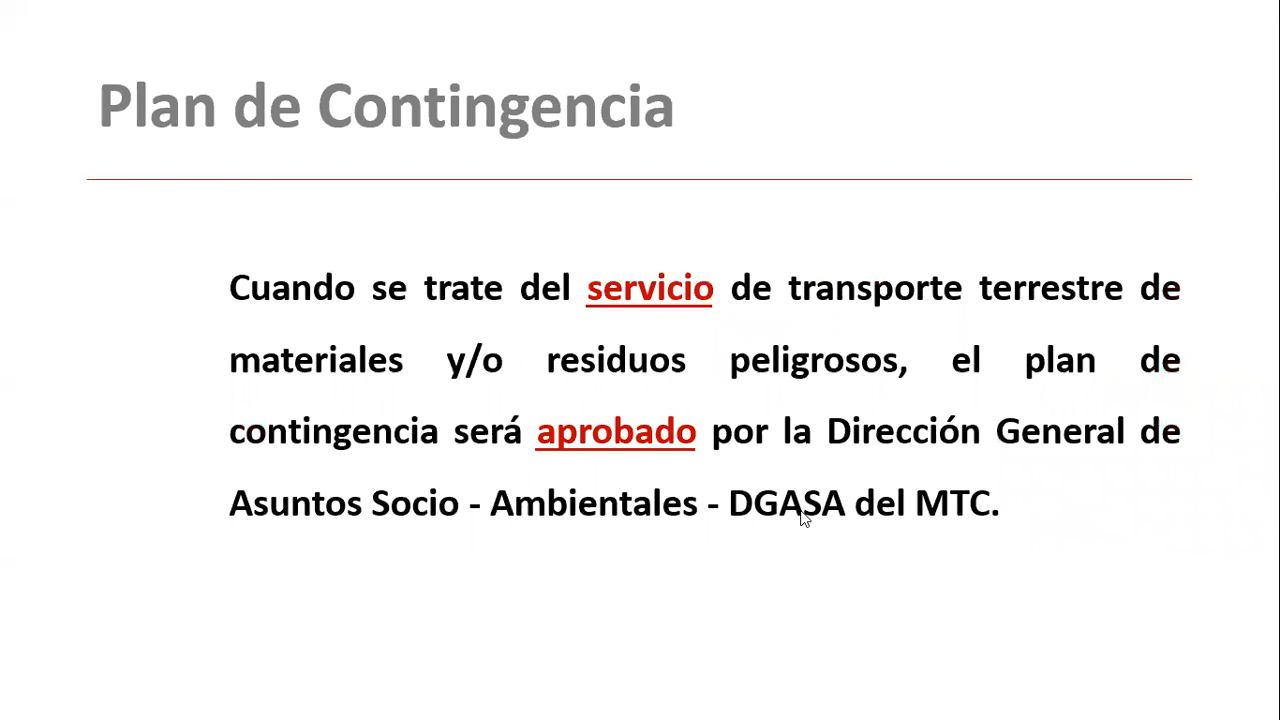 Plan de Contingencia
Cuando se trate del servicio de transporte terrestre de
materiales y/o residuos peligrosos, el plan de
contingencia será aprobado por la Dirección General de
Asuntos Socio - Ambientales - DGASA del MTC.